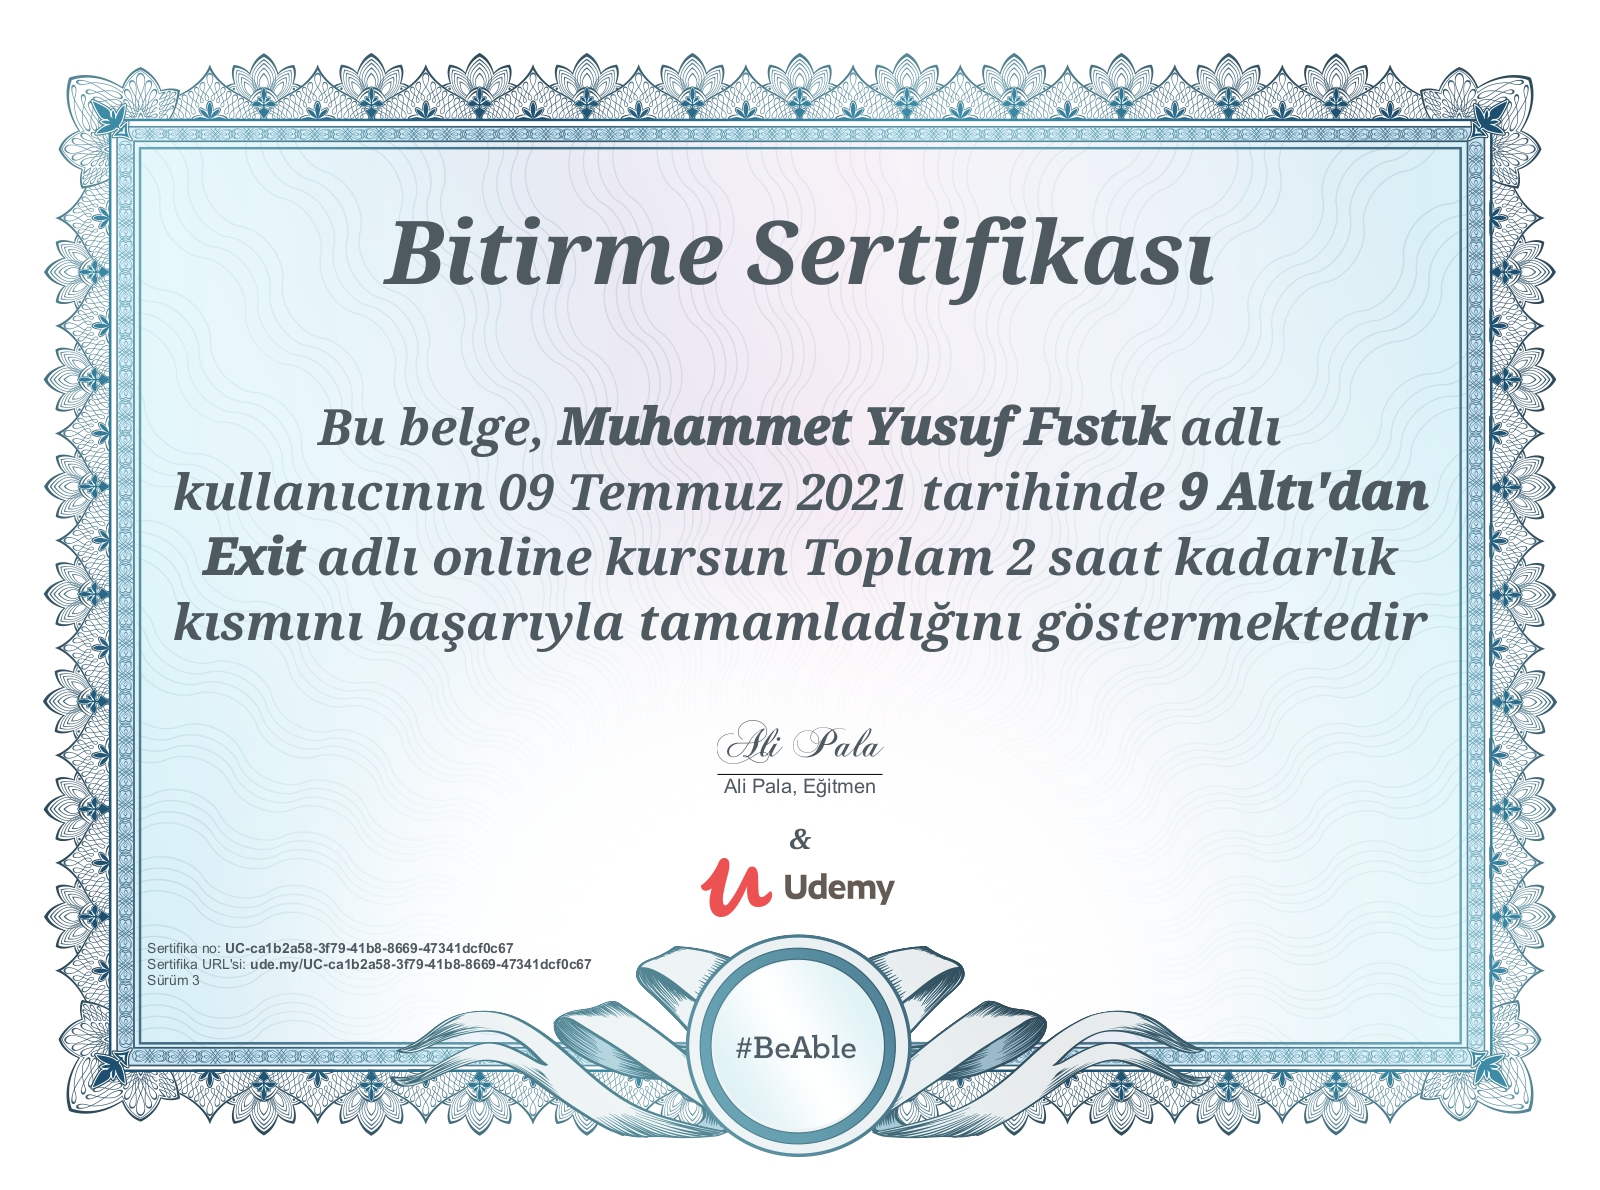 Bitirme Sertifikası
Bu belge, Muhammet Yusuf Fıstık adlı
kullanıcının 09 Temmuz 2021 tarihinde 9 Altı'dan
Exit adlı online kursun Toplam 2 saat kadarlık
kısmını başarıyla tamamladığını göstermektedir
Ali Pala
Ali Pala, Eğitmen
&
Udemy
Sertifika no: UC-ca1b2a58-3f79-41b8-8669-47341dcf0c67
Sertifika URL'si: ude.my/UC-ca1b2a58-3f79-41b8-8669-47341dcf0c67
Sürüm 3
#BeAble